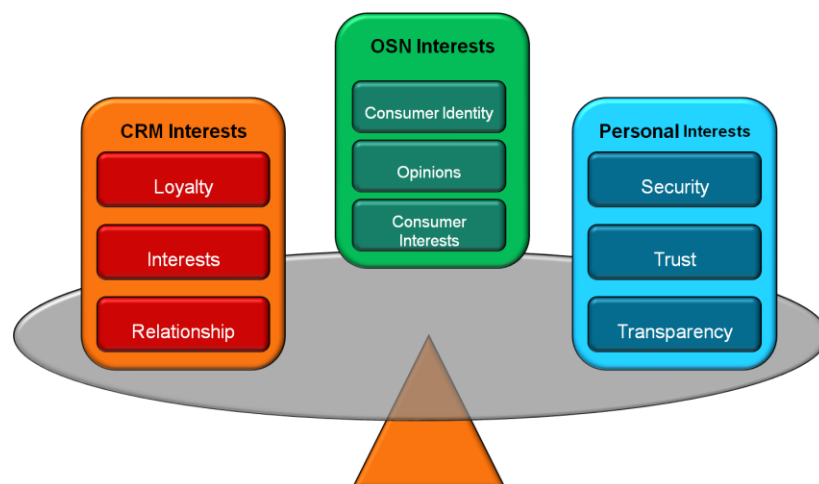 OSN Interests
Consumer Identity
Opinions
Consumer
Interests
CRM Interests
Loyalty
Interests
Relationship
Personal Interests
Security
Trust
Transparency